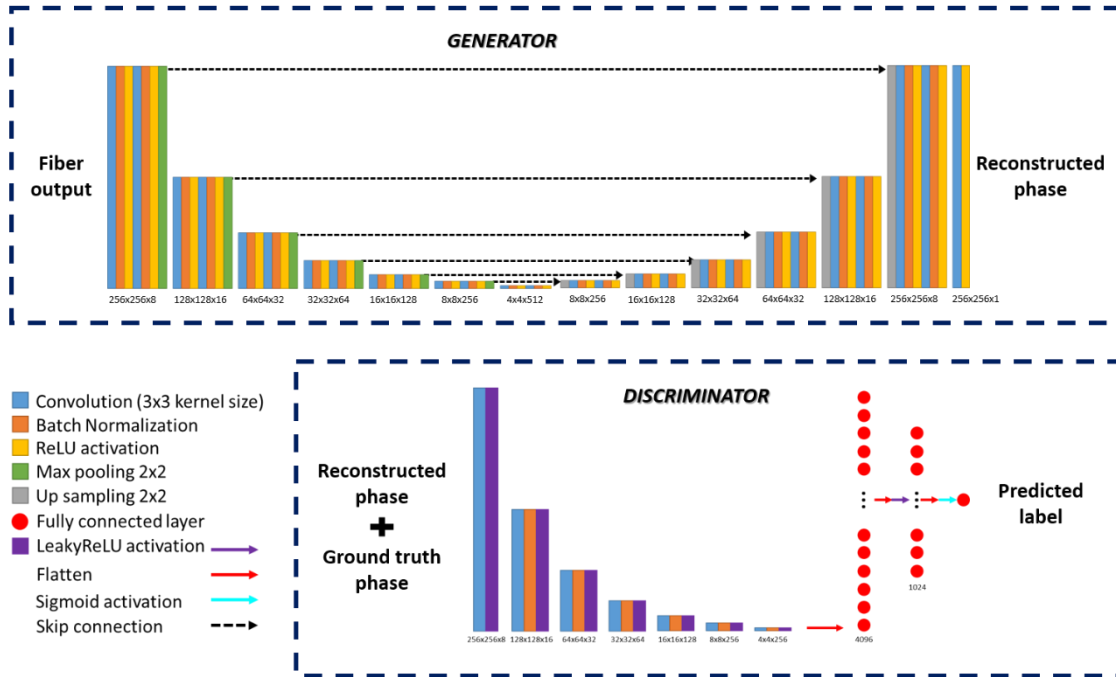 GENERATOR
Fiber
output
Reconstructed
phase
256x256x8
128x128x16
64x64x32
32x32x64
16x16x128
8x8x256
4x4x512
8x8x256
16x16x128
32x32x64
64x64x32
128x128x16
256x256x8
256x256x1
Convolution (3x3 kernel size)
Batch Normalization
ReLU activation
Max pooling 2x2
Up sampling 2x2
Fully connected layer
LeakyReLU activation
Flatten
Sigmoid activation
Skip connection
DISCRIMINATOR
Reconstructed
phase
+
Ground truth
phase
256x256x8
128x128x16
64x64x32
32x32x64
16x16x128
8x8x256
4x4x256
4096
1024
Predicted
label